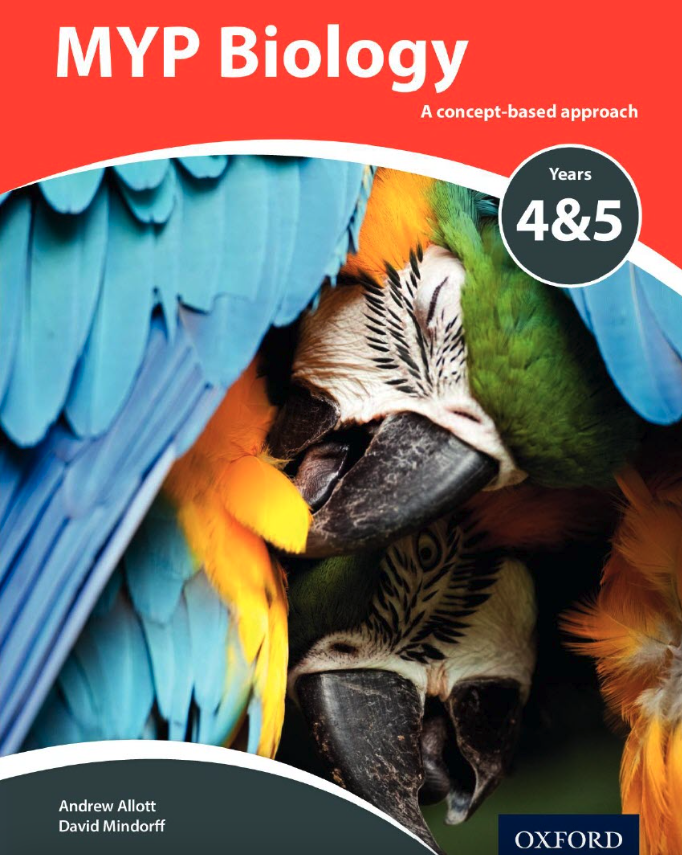 MYP Biology
A concept-based approach
Years
4&5
Andrew Allott
David Mindorff
OXFORD